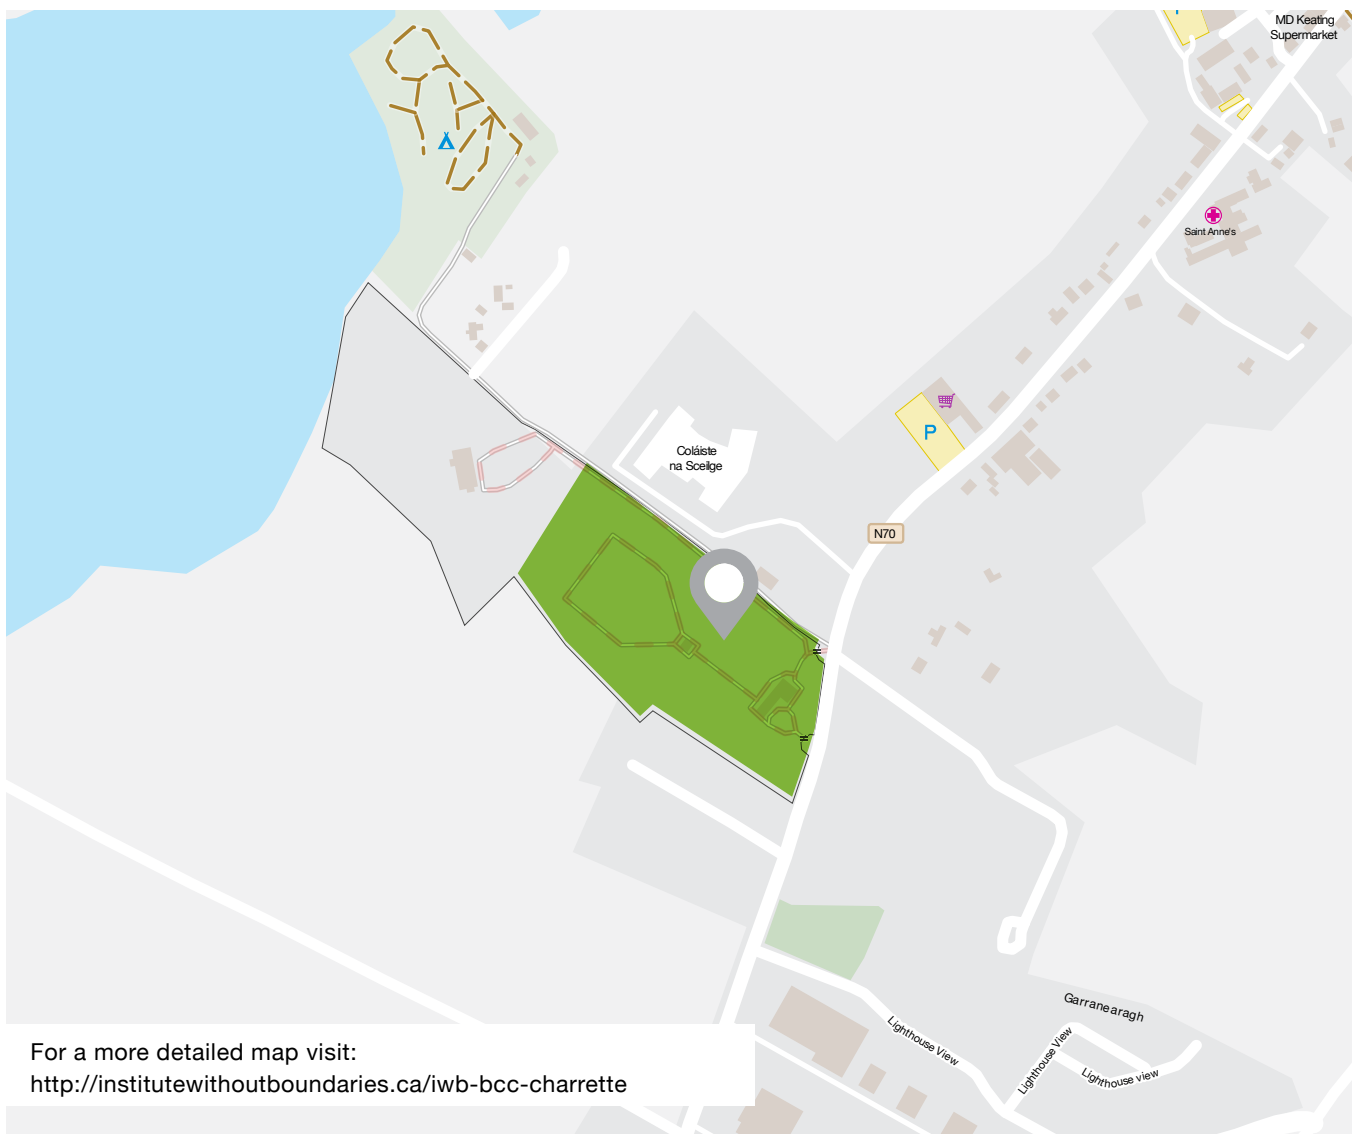 MD Keating
Supermarket
Saint Anne's
P
Coláiste
na Sceilge
N70
Garranearagh
Lighthouse View
Lighthouse View
Lighthouse view
For a more detailed map visit:
http://institutewithoutboundaries.ca/iwb-bcc-charrette